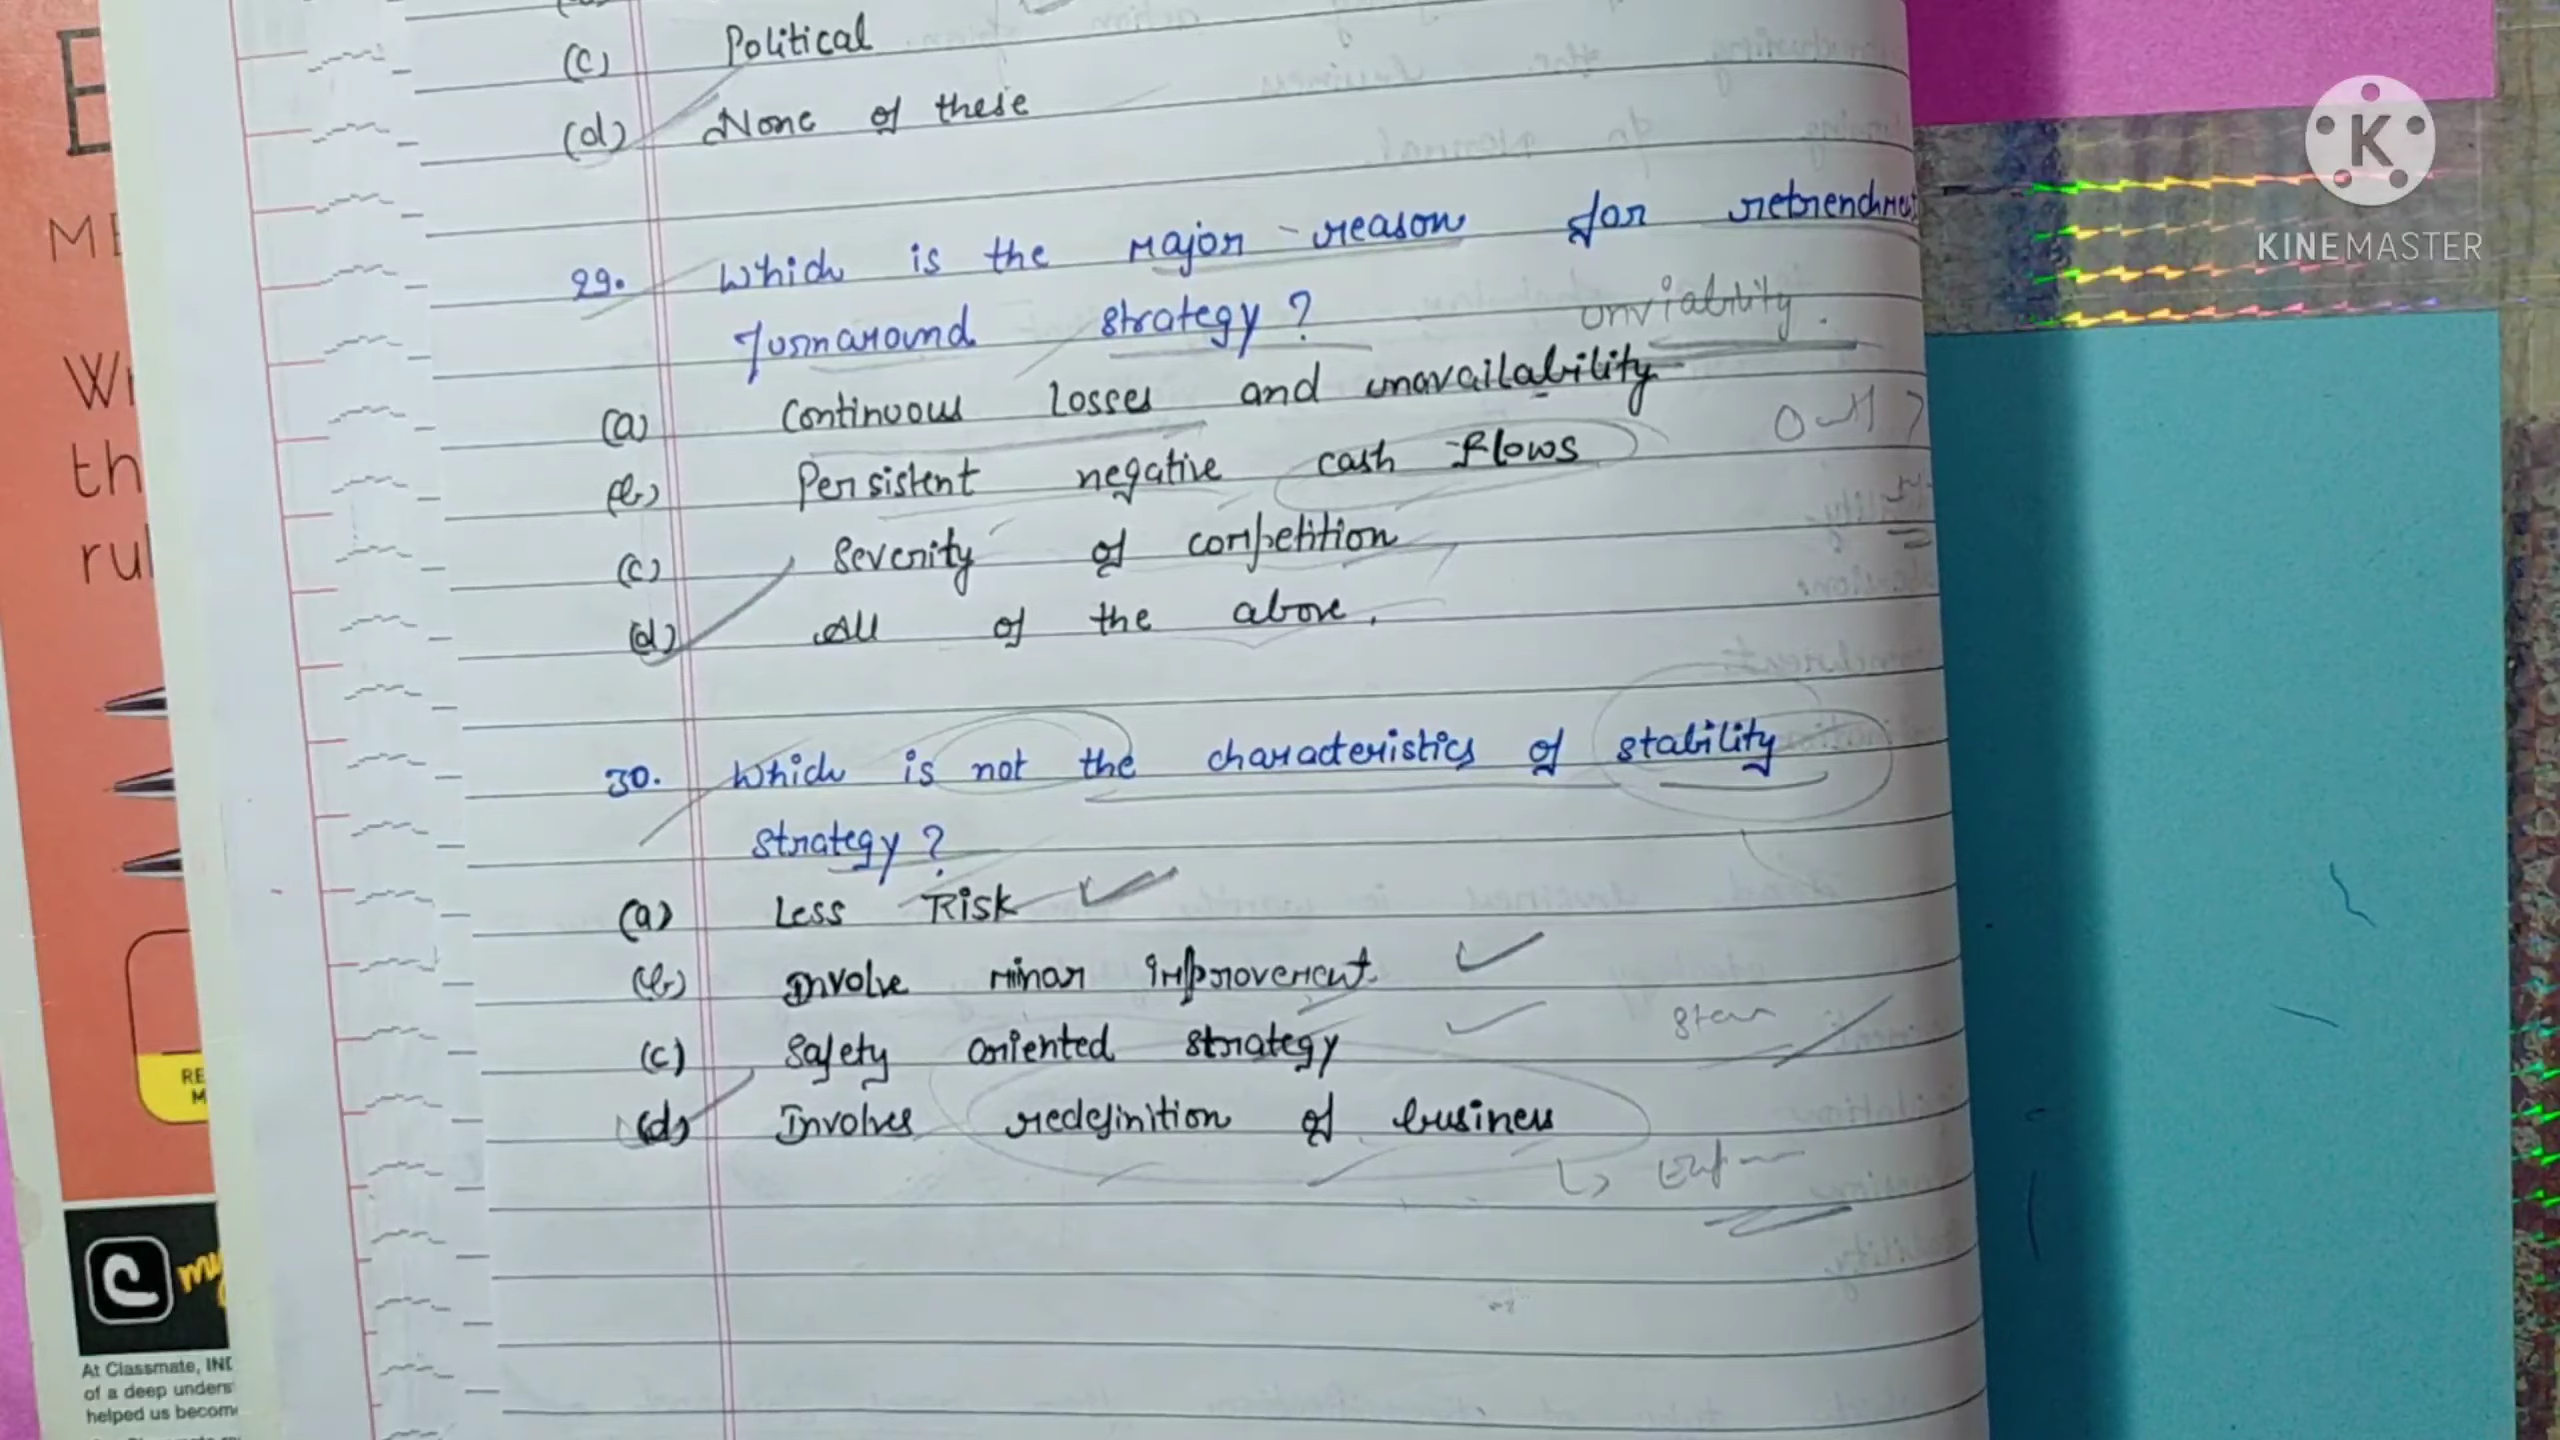 (c) Political
(d) None of these
29. Which is the Major reason for retrenchment
Turnaround strategy?
unviability.
(a) Continuous Losses and unavailability
(b) Persistent negative cash flows
(c) Severity of competition
(d) All of the above.
30. Which is not the characteristics of stability
strategy?
(a) Less Risk
(b) Involve minor improvement
(c) Safety oriented strategy
(d) Involves redefinition of business
KINEMASTER
K
At Classmate, IN
of a deep unders
helped us becom